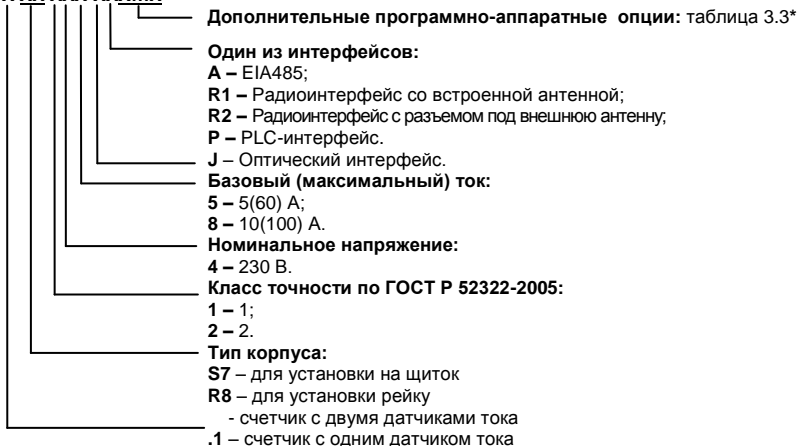 Дополнительные программно-аппаратные опции: таблица 3.3*
Один из интерфейсов:
A – EIA485;
R1 – Радиоинтерфейс со встроенной антенной;
R2 – Радиоинтерфейс с разъемом под внешнюю антенну;
P – PLC-интерфейс.
J – Оптический интерфейс.
Базовый (максимальный) ток:
5 – 5(60) А;
8 – 10(100) А.
Номинальное напряжение:
4 – 230 В.
Класс точности по ГОСТ Р 52322-2005:
1 – 1;
2 – 2.
Тип корпуса:
S7 – для установки на щиток
R8 – для установки рейку
- счетчик с двумя датчиками тока
.1 – счетчик с одним датчиком тока